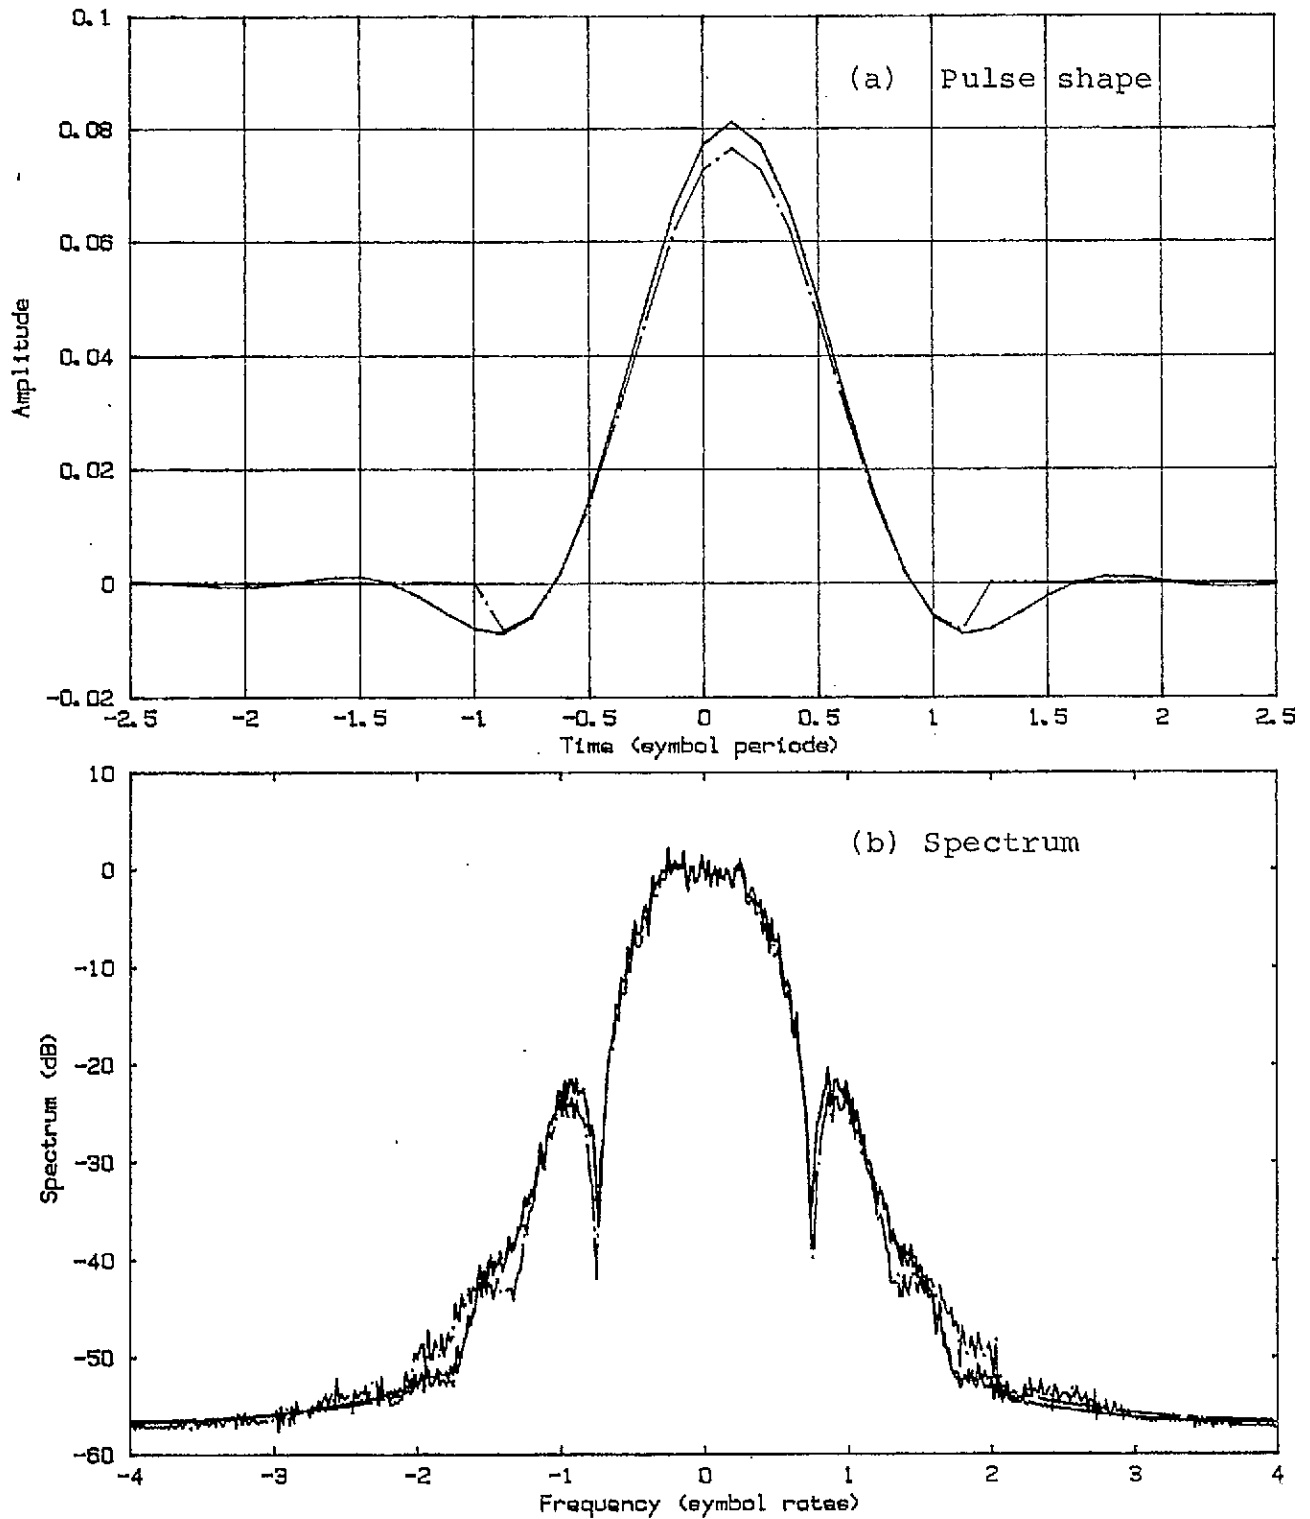 0.1
(a) Pulse shape
0.08
0.06
0.04
0.02
0
-0.02
Amplitude
-2.5 -2 -1.5 -1 -0.5 0 0.5 1 1.5 2 2.5
Time (symbol periods)
10
(b) Spectrum
0
-10
-20
-30
-40
-50
-60
Spectrum (dB)
-4 -3 -2 -1 0 1 2 3 4
Frequency (symbol rates)